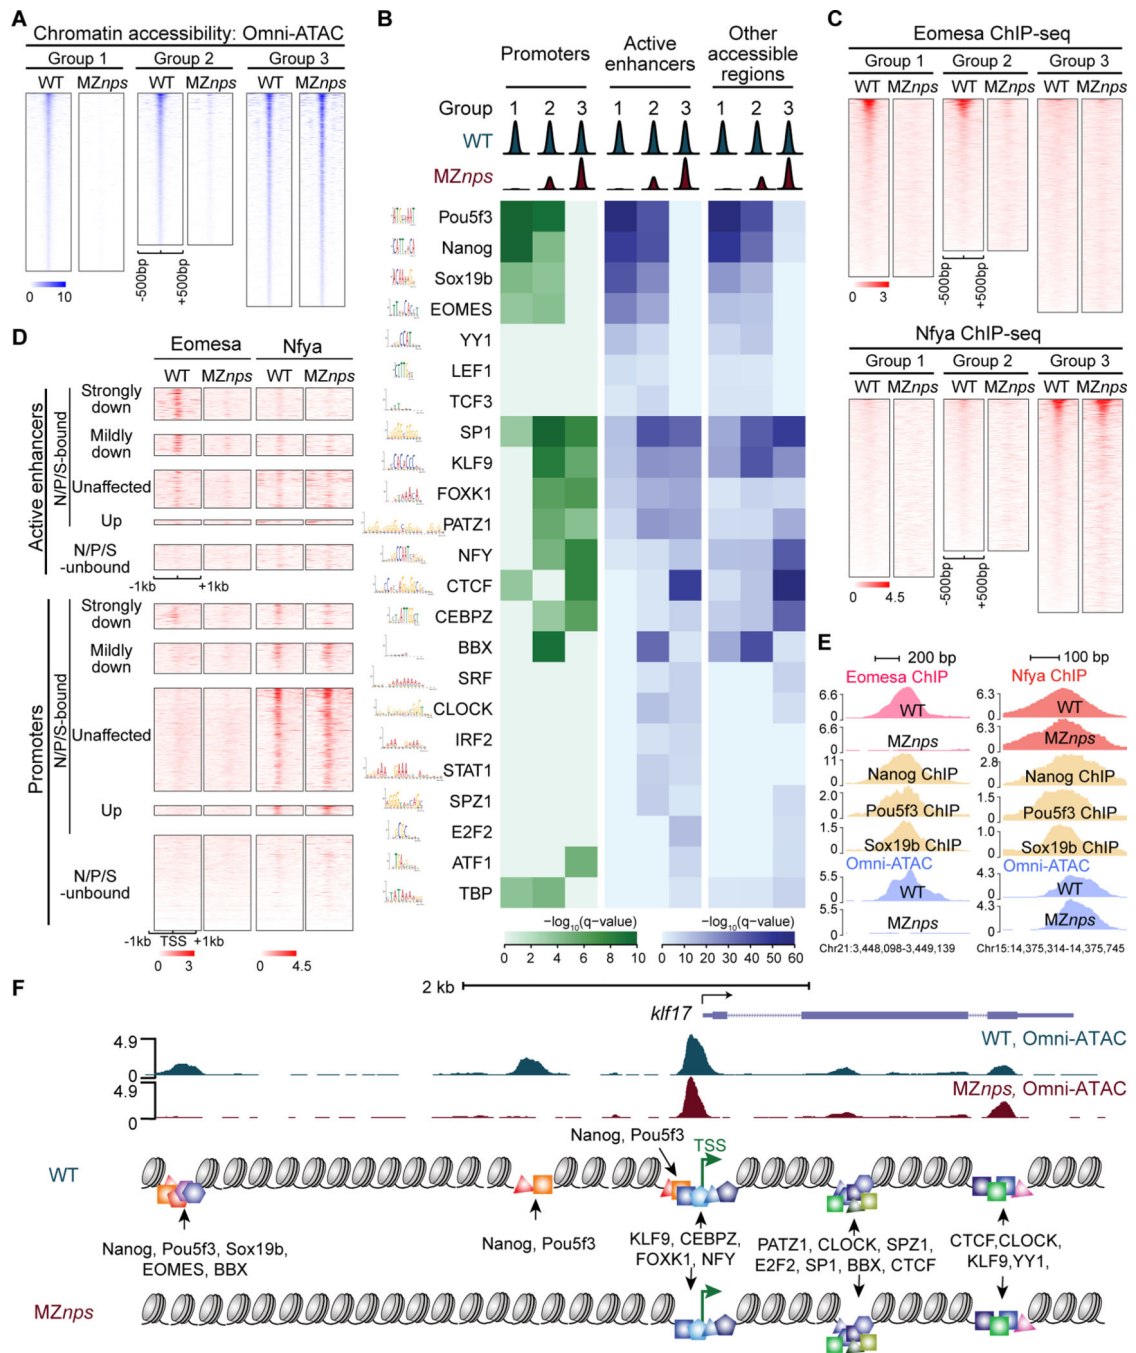 A
Chromatin accessibility: Omni-ATAC
Group 1 Group 2 Group 3
WT MZnps WT MZnps WT MZnps
-500bp +500bp
0 10
B
Promoters
Active enhancers
Other accessible regions
Group 1 2 3 1 2 3 1 2 3
WT
MZnps
Pou5f3
Nanog
Sox19b
EOMES
YY1
LEF1
TCF3
SP1
KLF9
FOXK1
PATZ1
NFY
CTCF
CEBPZ
BBX
SRF
CLOCK
IRF2
STAT1
SPZ1
E2F2
ATF1
TBP
−log10(q−value) −log10(q−value)
0 2 4 6 8 10 0 10 20 30 40 50 60
C
Eomesa ChIP-seq
Group 1 Group 2 Group 3
WT MZnps WT MZnps WT MZnps
0 3
-500bp +500bp
Nfya ChIP-seq
Group 1 Group 2 Group 3
WT MZnps WT MZnps WT MZnps
0 4.5
-500bp +500bp
D
Eomesa Nfya
WT MZnps WT MZnps
Active enhancers
N/P/S-bound
Strongly down
Mildly down
Unaffected
Up
N/P/S -unbound
-1kb +1kb
Promoters
N/P/S-bound
Strongly down
Mildly down
Unaffected
Up
N/P/S -unbound
-1kb TSS +1kb
0 3 0 4.5
E
200 bp 100 bp
Eomesa ChIP Nfya ChIP
6.6 0 WT 6.3 0 WT
6.6 0 MZnps 6.3 0 MZnps
11 0 Nanog ChIP 2.8 0 Nanog ChIP
2.0 0 Pou5f3 ChIP 1.5 0 Pou5f3 ChIP
1.5 0 Sox19b ChIP 1.0 0 Sox19b ChIP
Omni-ATAC Omni-ATAC
5.5 0 WT 4.3 0 WT
5.5 0 MZnps 4.3 0 MZnps
Chr21:3,448,098-3,449,139 Chr15:14,375,314-14,375,745
F
2 kb
klf17
4.9 0 WT, Omni-ATAC
4.9 0 MZnps, Omni-ATAC
Nanog, Pou5f3 TSS
WT
Nanog, Pou5f3, Sox19b,
EOMES, BBX
Nanog, Pou5f3
KLF9, CEBPZ,
FOXK1, NFY
PATZ1, CLOCK, SPZ1,
E2F2, SP1, BBX, CTCF
CTCF,CLOCK,
KLF9,YY1,
MZnps